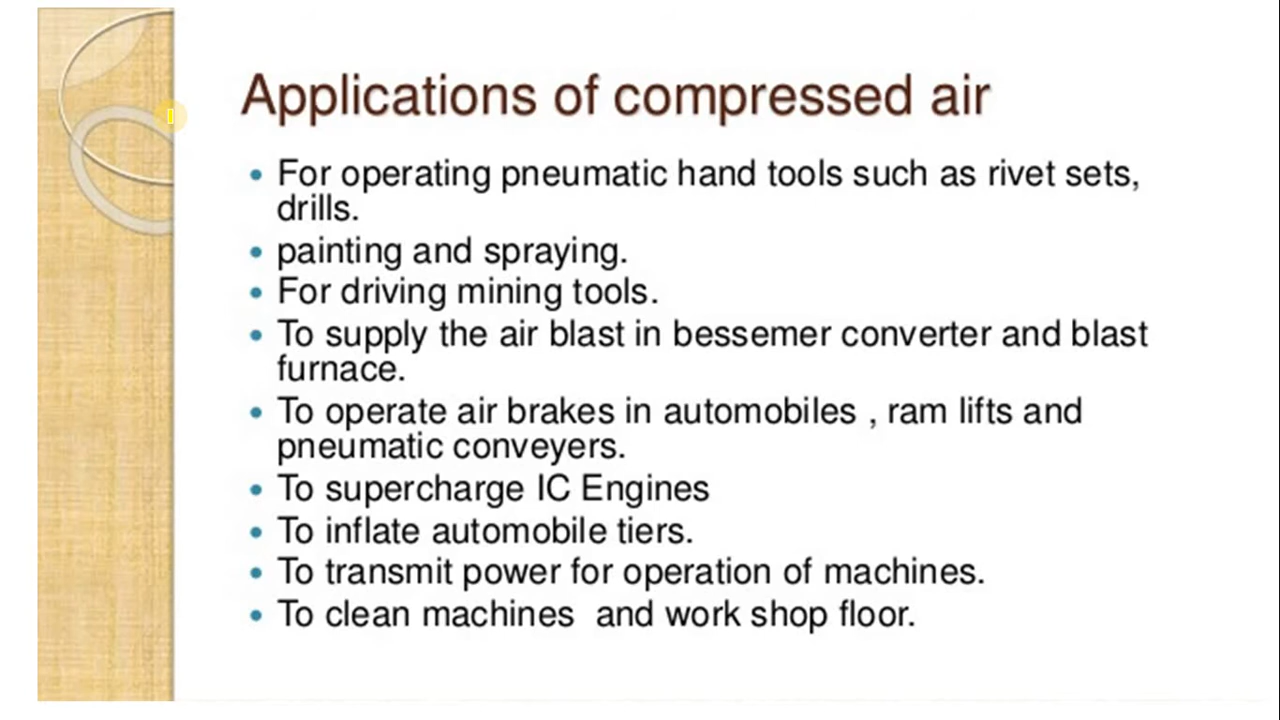 Applications of compressed air
• For operating pneumatic hand tools such as rivet sets,
drills.
• painting and spraying.
• For driving mining tools.
• To supply the air blast in bessemer converter and blast
furnace.
• To operate air brakes in automobiles , ram lifts and
pneumatic conveyers.
• To supercharge IC Engines
• To inflate automobile tiers.
• To transmit power for operation of machines.
• To clean machines  and work shop floor.